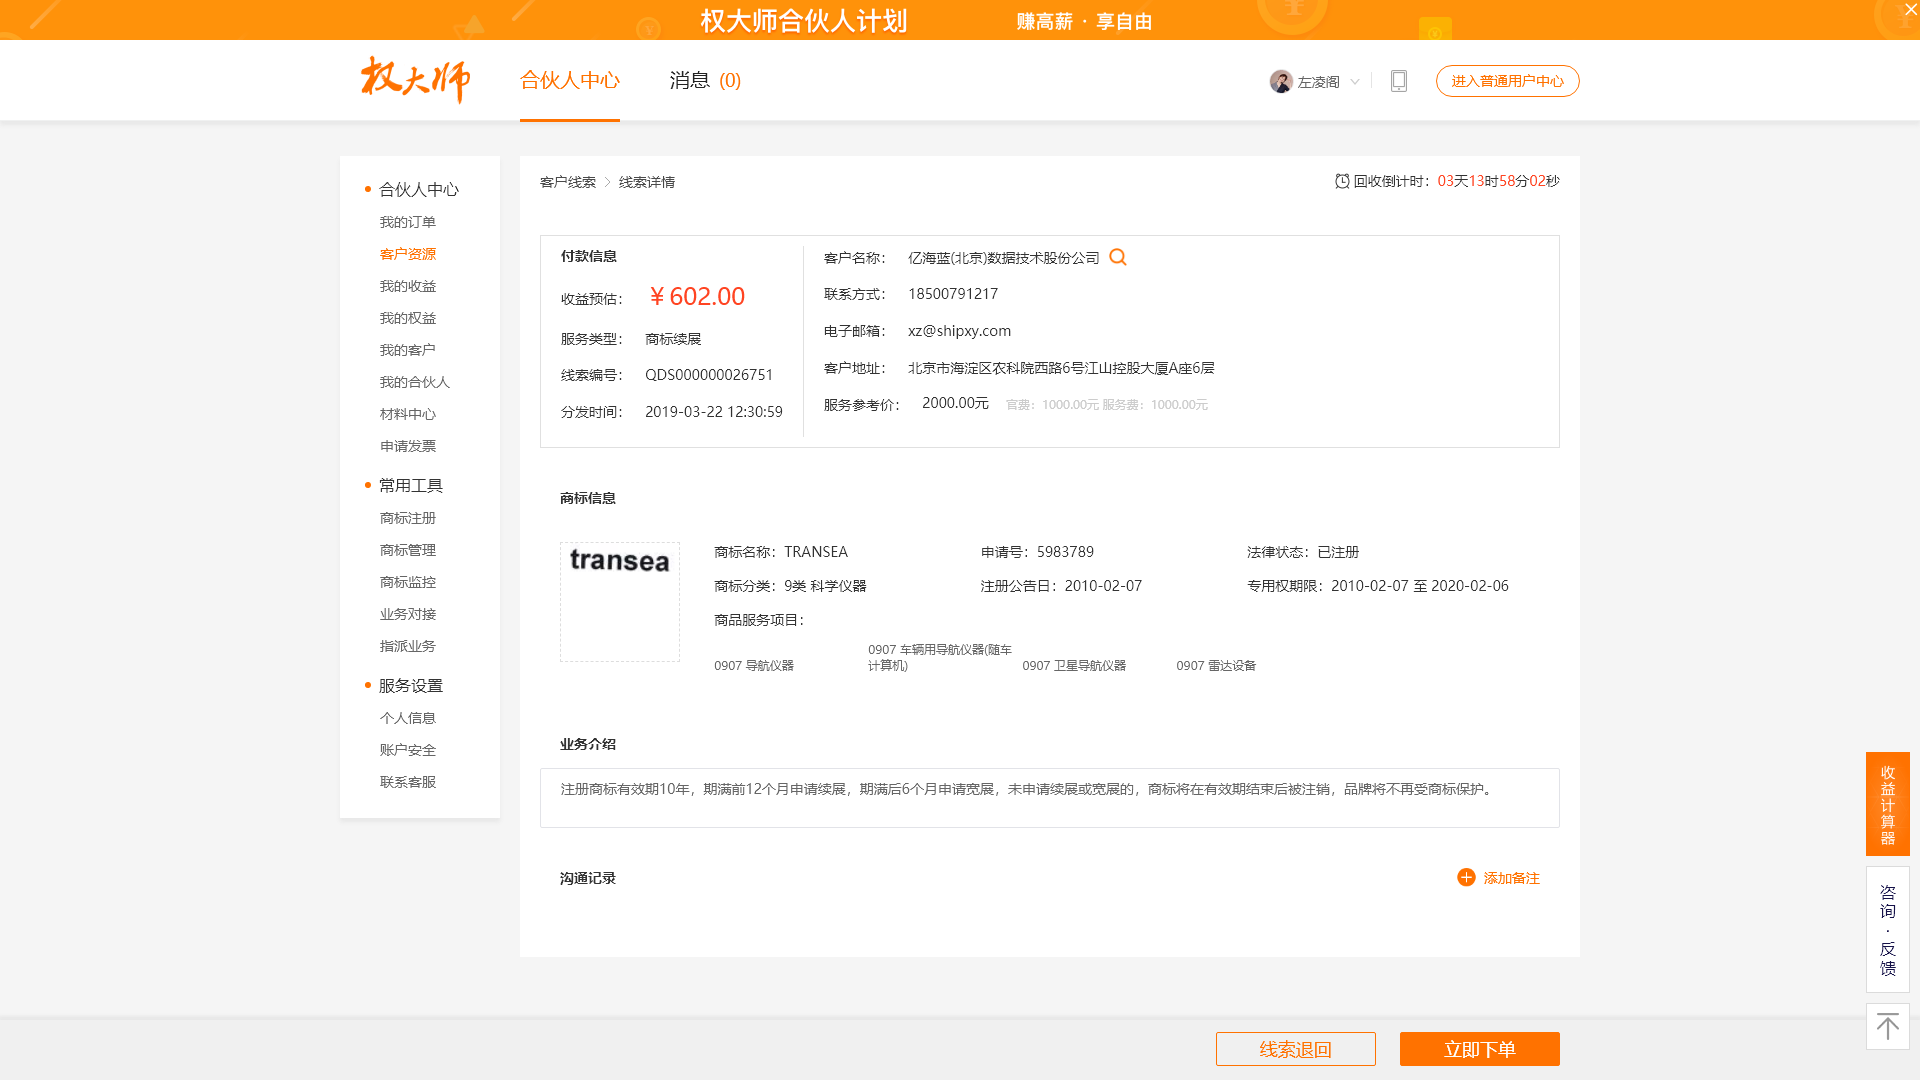 权大师合伙人计划 赚高薪 · 享自由
权大师 合伙人中心 消息 (0) 左凌阁 进入普通用户中心
合伙人中心
我的订单
客户资源
我的收益
我的权益
我的客户
我的合伙人
材料中心
申请发票
常用工具
商标注册
商标管理
商标监控
业务对接
指派业务
服务设置
个人信息
账户安全
联系客服
客户线索 > 线索详情 回收倒计时：03天13时58分02秒
付款信息
收益预估： ¥602.00
服务类型： 商标续展
线索编号： QDS000000026751
分发时间： 2019-03-22 12:30:59
客户名称： 亿海蓝(北京)数据技术股份公司
联系方式： 18500791217
电子邮箱： xz@shipxy.com
客户地址： 北京市海淀区农科院西路6号江山控股大厦A座6层
服务参考价： 2000.00元 官费：1000.00元 服务费：1000.00元
商标信息
transea
商标名称：TRANSEA 申请号：5983789 法律状态：已注册
商标分类：9类 科学仪器 注册公告日：2010-02-07 专用权期限：2010-02-07 至 2020-02-06
商品服务项目：
0907 导航仪器
0907 车辆用导航仪器(随车
计算机)
0907 卫星导航仪器
0907 雷达设备
业务介绍
注册商标有效期10年，期满前12个月申请续展，期满后6个月申请宽展，未申请续展或宽展的，商标将在有效期结束后被注销，品牌将不再受商标保护。
沟通记录 添加备注
收益计算器
咨询·反馈
线索退回 立即下单